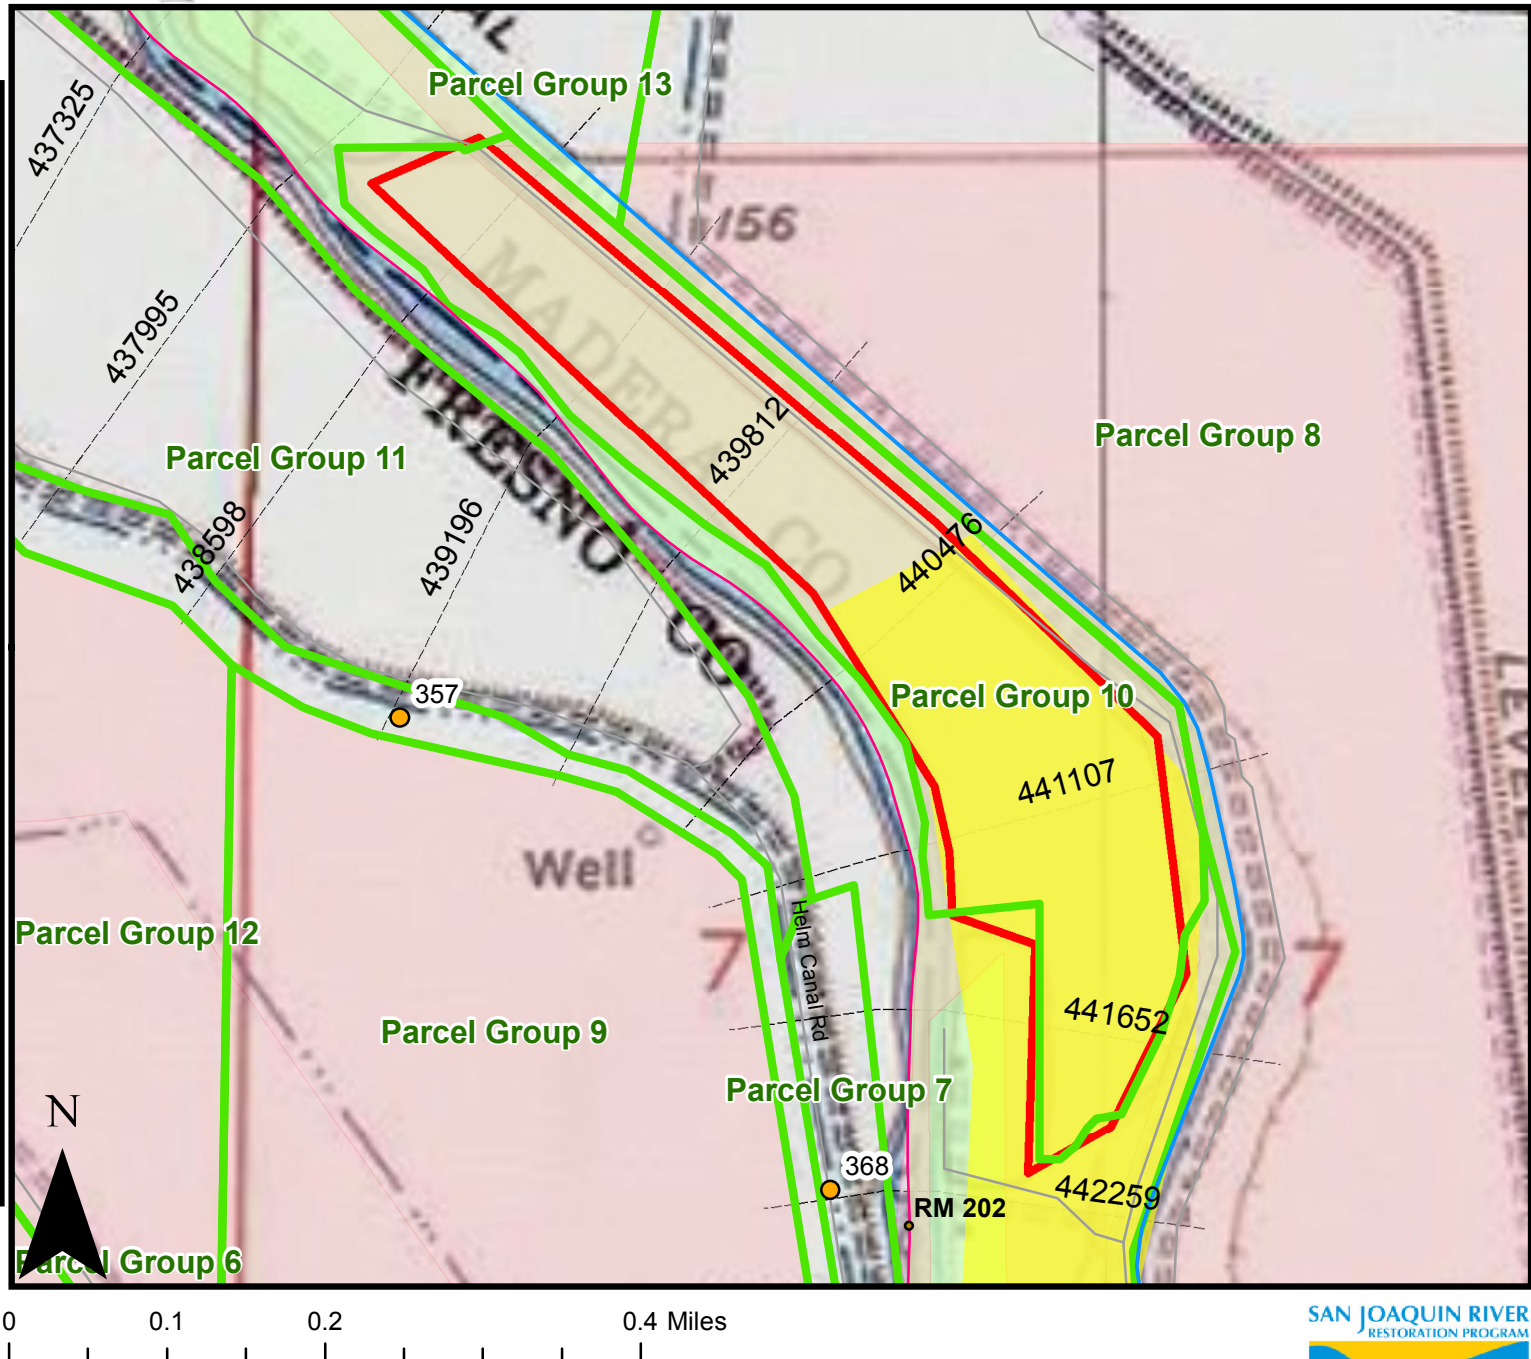 Parcel Group 13
437325
156
437995
MADERA CO
FRESNO CO.
439812
Parcel Group 8
Parcel Group 11
438598
439196
440476
357
Parcel Group 10
LEVEE
441107
Well
Parcel Group 12
7
7
Helm Canal Rd
441652
Parcel Group 9
Parcel Group 7
N
368
442259
RM 202
Parcel Group 6
0 0.1 0.2 0.4 Miles
SAN JOAQUIN RIVER
RESTORATION PROGRAM